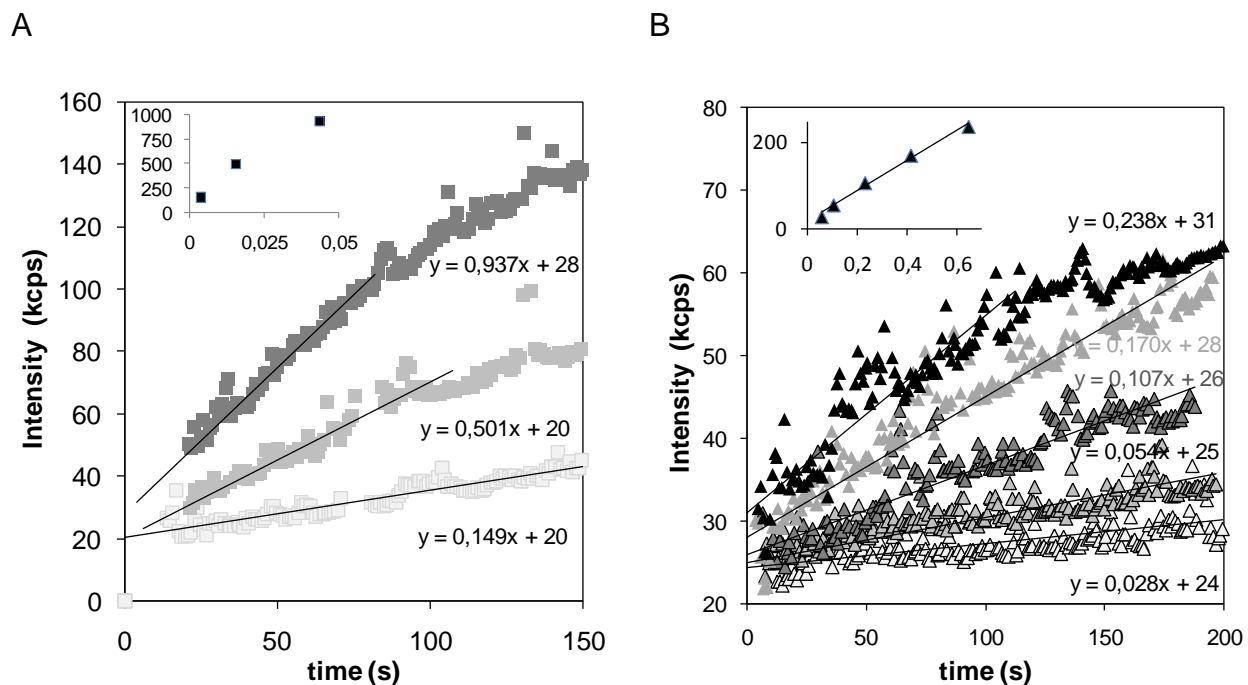 A
B
160
140
120
100
80
60
40
20
0
Intensity (kcps)
1000
750
500
250
0
0
0,025
0,05
y = 0,937x + 28
y = 0,501x + 20
y = 0,149x + 20
0
50
100
150
time (s)
80
70
60
50
40
30
20
Intensity (kcps)
200
0
0
0,2
0,4
0,6
y = 0,238x + 31
y = 0,170x + 28
y = 0,107x + 26
y = 0,054x + 25
y = 0,028x + 24
0
50
100
150
200
time (s)